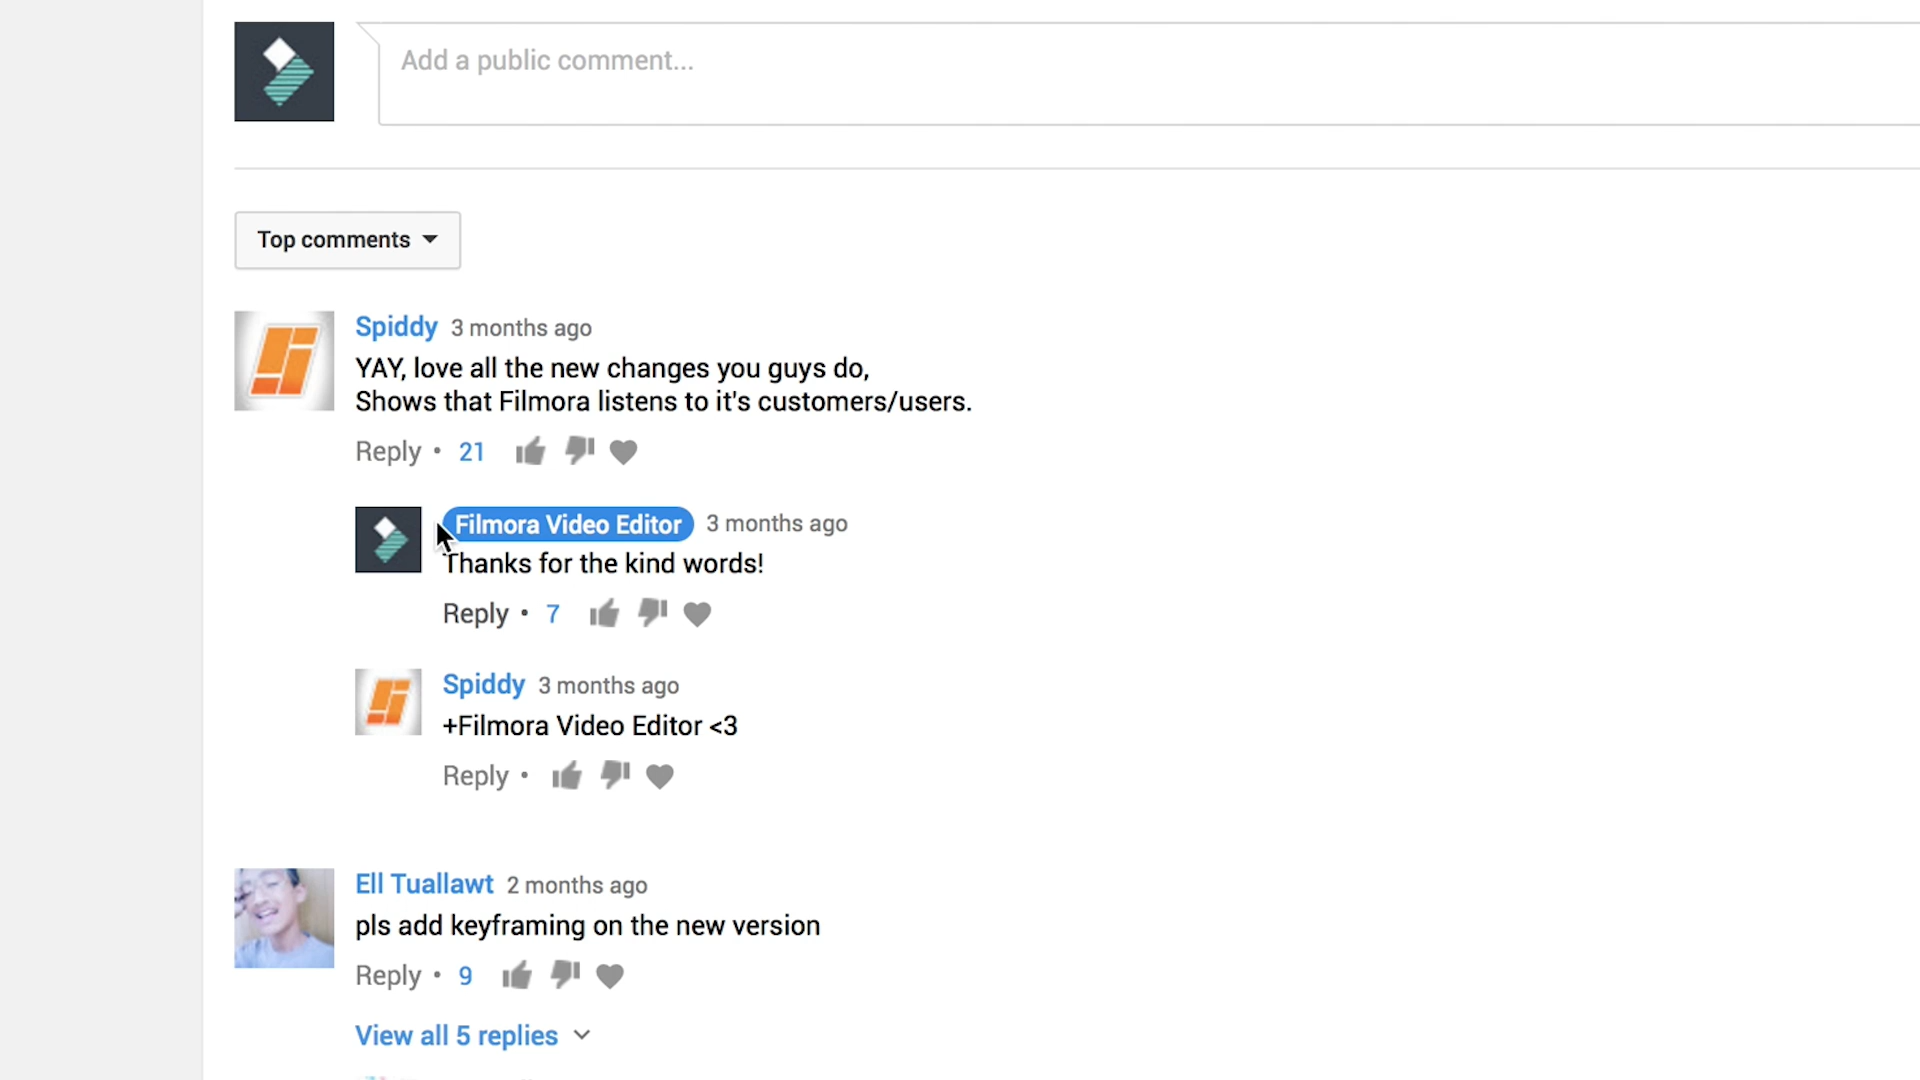 Add a public comment...
Top comments
Spiddy 3 months ago
YAY, love all the new changes you guys do,
Shows that Filmora listens to it's customers/users.
Reply • 21
Filmora Video Editor 3 months ago
Thanks for the kind words!
Reply • 7
Spiddy 3 months ago
+Filmora Video Editor <3
Reply •
Ell Tuallawt 2 months ago
pls add keyframing on the new version
Reply • 9
View all 5 replies